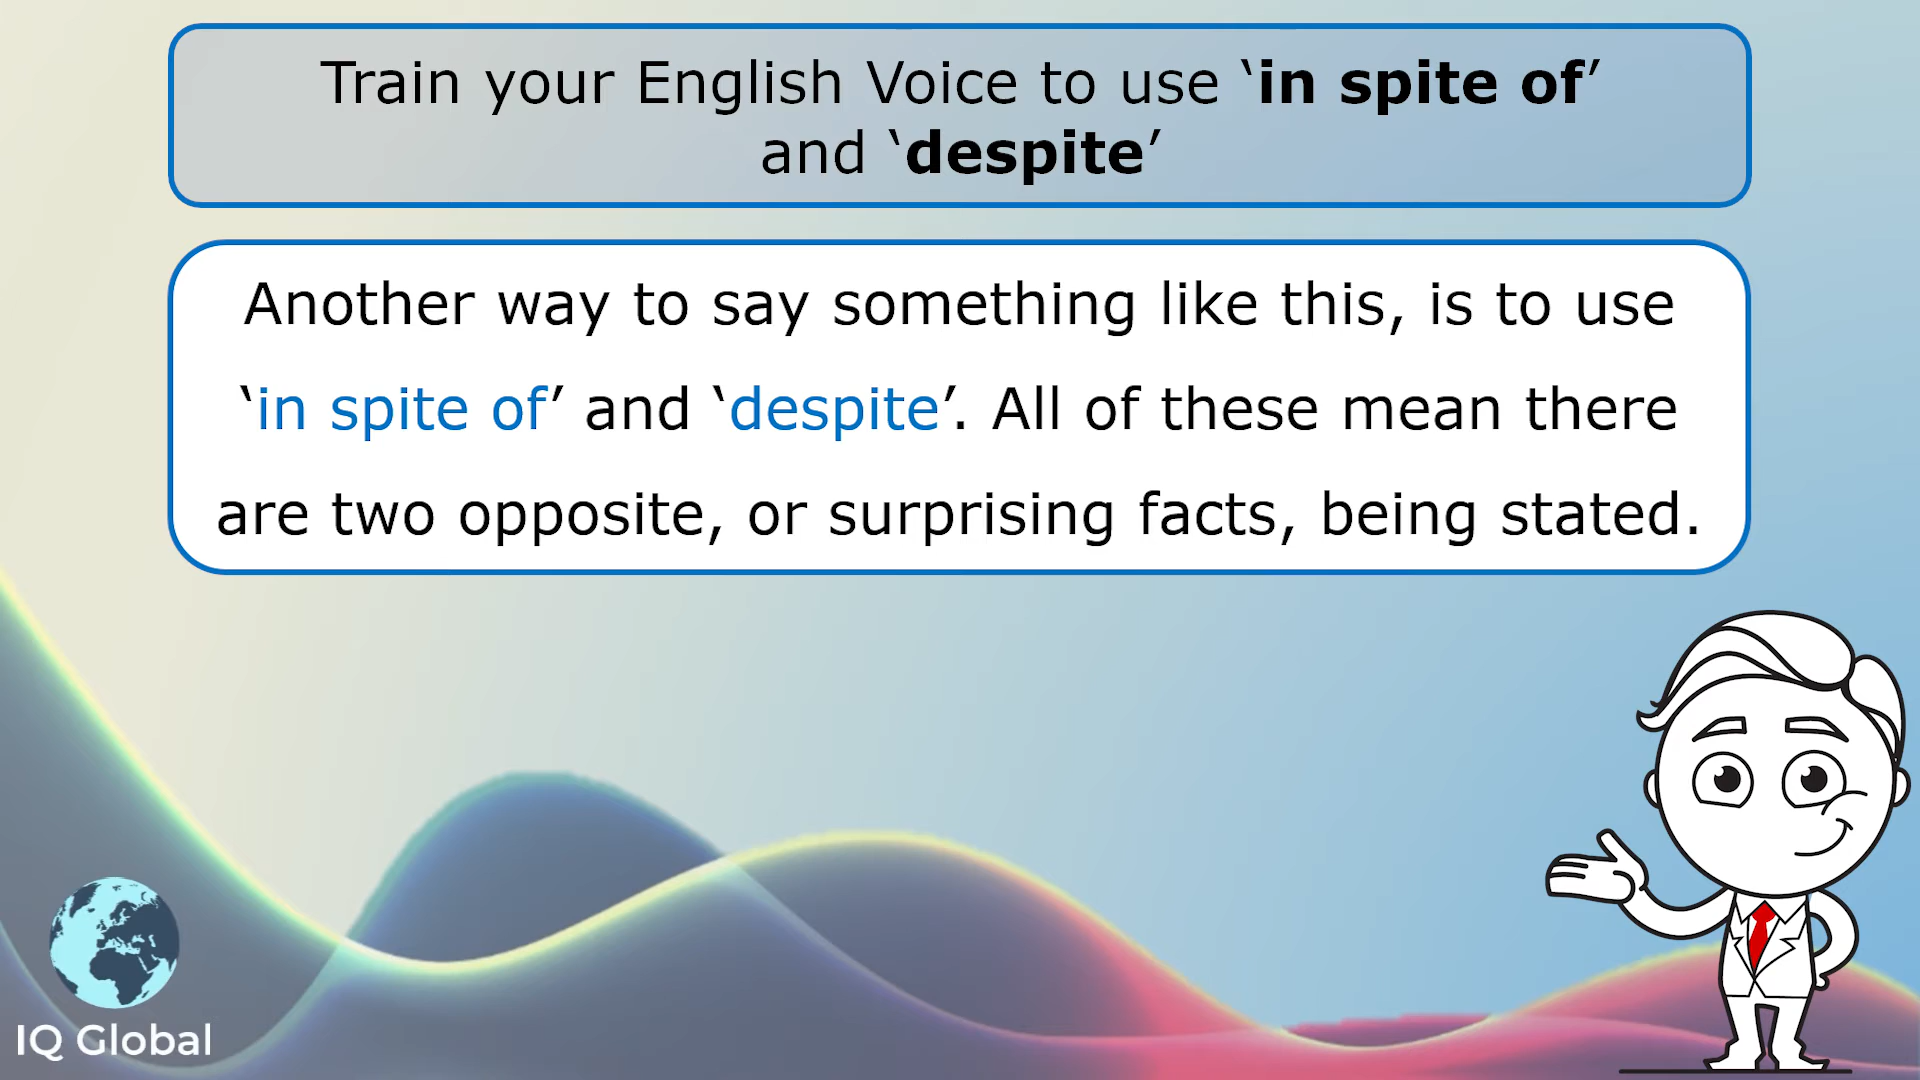 Train your English Voice to use ‘in spite of’
and ‘despite’
Another way to say something like this, is to use
‘in spite of’ and ‘despite’. All of these mean there
are two opposite, or surprising facts, being stated.
IQ Global